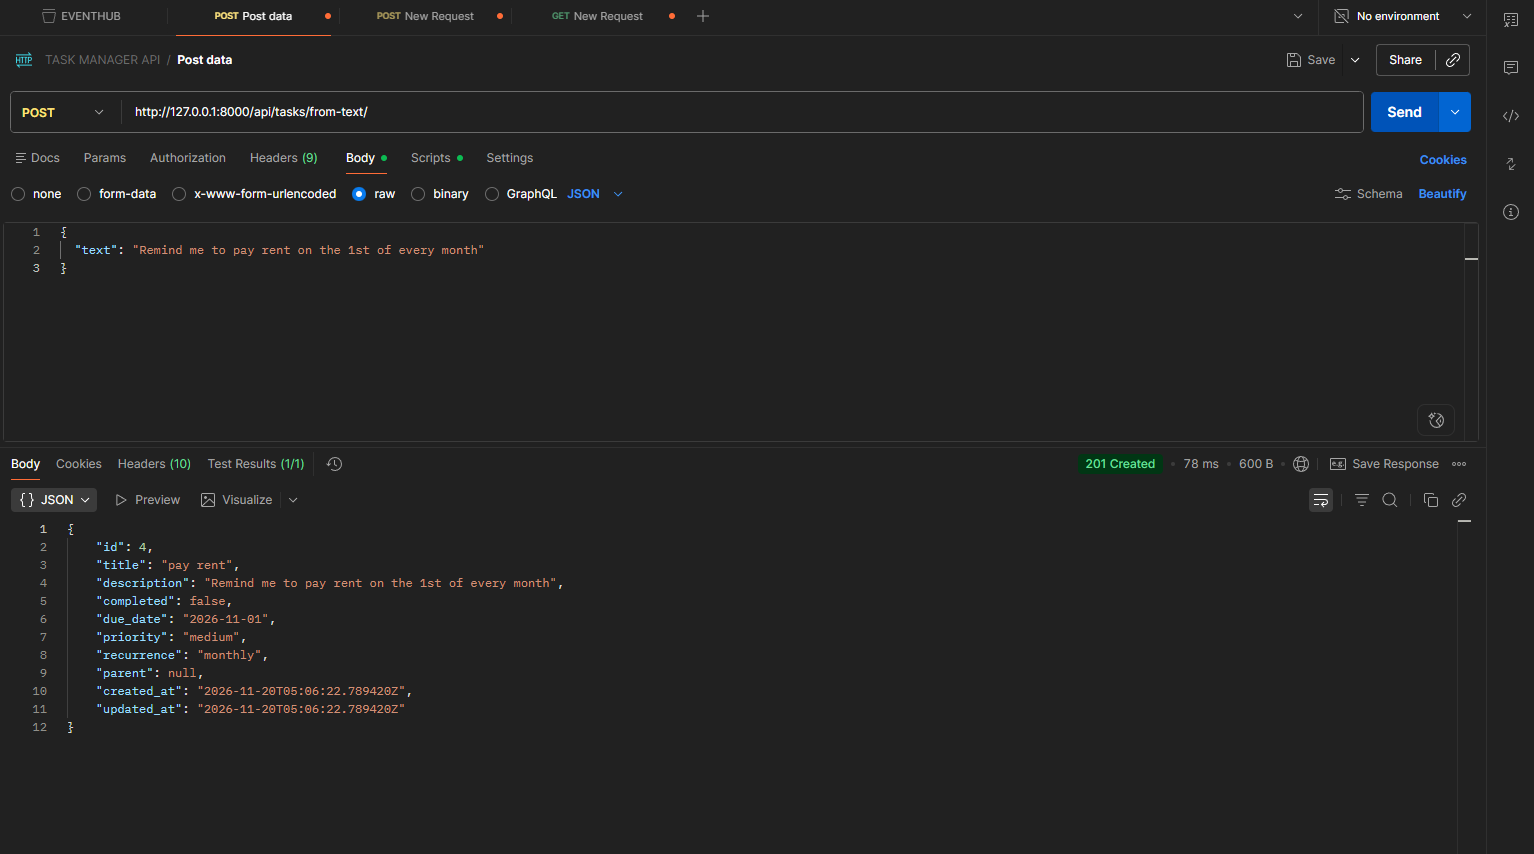 EVENTHUB
POST Post data
POST New Request
GET New Request
No environment
HTTP TASK MANAGER API / Post data
Save
Share
POST
http://127.0.0.1:8000/api/tasks/from-text/
Send
Docs Params Authorization Headers (9) Body Scripts Settings
Cookies
none form-data x-www-form-urlencoded raw binary GraphQL JSON
Schema Beautify
1 {
2 "text": "Remind me to pay rent on the 1st of every month"
3 }
Body Cookies Headers (10) Test Results (1/1)
201 Created • 78 ms • 600 B •
e.g. Save Response
{} JSON Preview Visualize
1 {
2 "id": 4,
3 "title": "pay rent",
4 "description": "Remind me to pay rent on the 1st of every month",
5 "completed": false,
6 "due_date": "2026-11-01",
7 "priority": "medium",
8 "recurrence": "monthly",
9 "parent": null,
10 "created_at": "2026-11-20T05:06:22.789420Z",
11 "updated_at": "2026-11-20T05:06:22.789420Z"
12 }